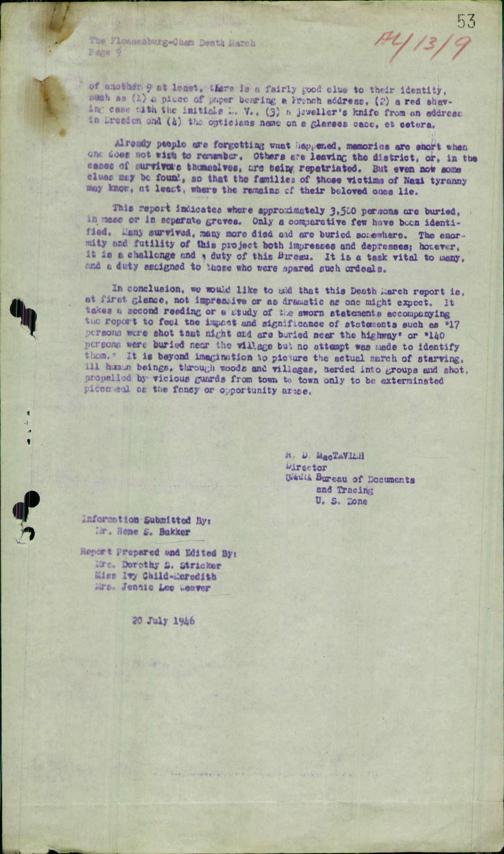 53
A4/13/9
The Flossenburg-Cham Death March
Page 9
of another 9 at least, there is a fairly good clue to their identity,
such as (1) a piece of paper bearing a French address, (2) a red shav-
ing case with the initials L. V., (3) a jeweller's knife from an address
in Dresden and (4) the opticians name on a glasses case, et cetera.
Already people are forgetting what happened, memories are short when
one does not wish to remember. Others are leaving the district, or, in the
cases of survivors themselves, are being repatriated. But even now some
clues may be found, so that the families of those victims of Nazi tyranny
may know, at least, where the remains of their beloved ones lie.
This report indicates where approximately 3,500 persons are buried,
in mass or in separate graves. Only a comparative few have been identi-
fied. Many survived, many more died and are buried somewhere. The enor-
mity and futility of this project both impresses and depresses; however,
it is a challenge and a duty of this Bureau. It is a task vital to many,
and a duty assigned to those who were spared such ordeals.
In conclusion, we would like to add that this Death March report is,
at first glance, not impressive or as dramatic as one might expect. It
takes a second reading or a study of the sworn statements accompanying
the report to feel the impact and significance of statements such as "17
persons were shot that night and are buried near the highway" or "140
persons were buried near the village but no attempt was made to identify
them." It is beyond imagination to picture the actual march of starving,
ill human beings, through woods and villages, herded into groups and shot,
propelled by vicious guards from town to town only to be exterminated
piecemeal as the fancy or opportunity arose.
R. D. MacTAVISH
Director
UNRRA Bureau of Documents
and Tracing
U. S. Zone
Information Submitted By:
Mr. Rene S. Bakker
Report Prepared and Edited By:
Mrs. Dorothy S. Stricker
Miss Ivy Child-Meredith
Mrs. Jennie Lee Weaver
20 July 1946